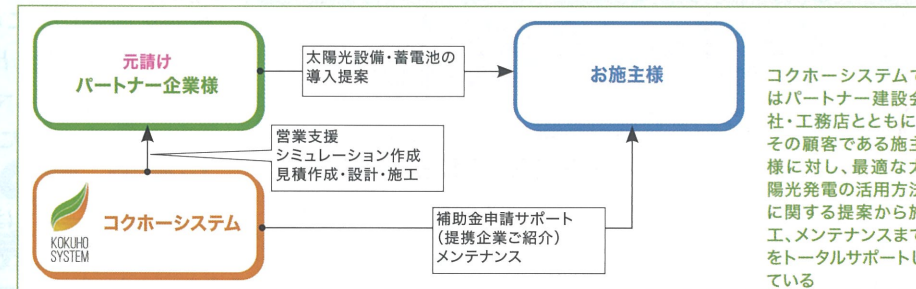 元請け
パートナー企業様
太陽光設備・蓄電池の
導入提案
お施主様
営業支援
シミュレーション作成
見積作成・設計・施工
KOKUHO
SYSTEM
コクホーシステム
補助金申請サポート
（提携企業ご紹介）
メンテナンス
コクホーシステムで
はパートナー建設会
社・工務店とともに
その顧客である施主
様に対し、最適な太
陽光発電の活用方法
に関する提案から施
工、メンテナンスまで
をトータルサポートし
ている